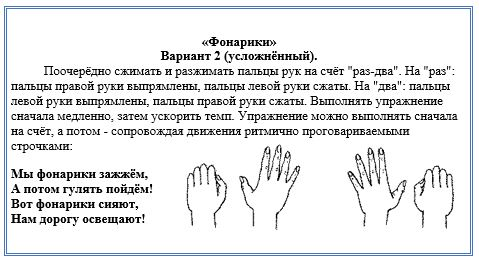 «Фонарики»
Вариант 2 (усложнённый).
Поочерёдно сжимать и разжимать пальцы рук на счёт "раз-два". На "раз":
пальцы правой руки выпрямлены, пальцы левой руки сжаты. На "два": пальцы
левой руки выпрямлены, пальцы правой руки сжаты. Выполнять упражнение
сначала медленно, затем ускорить темп. Упражнение можно выполнять сначала
на счёт, а потом - сопровождая движения ритмично проговариваемыми
строчками:
Мы фонарики зажжём,
А потом гулять пойдём!
Вот фонарики сияют,
Нам дорогу освещают!